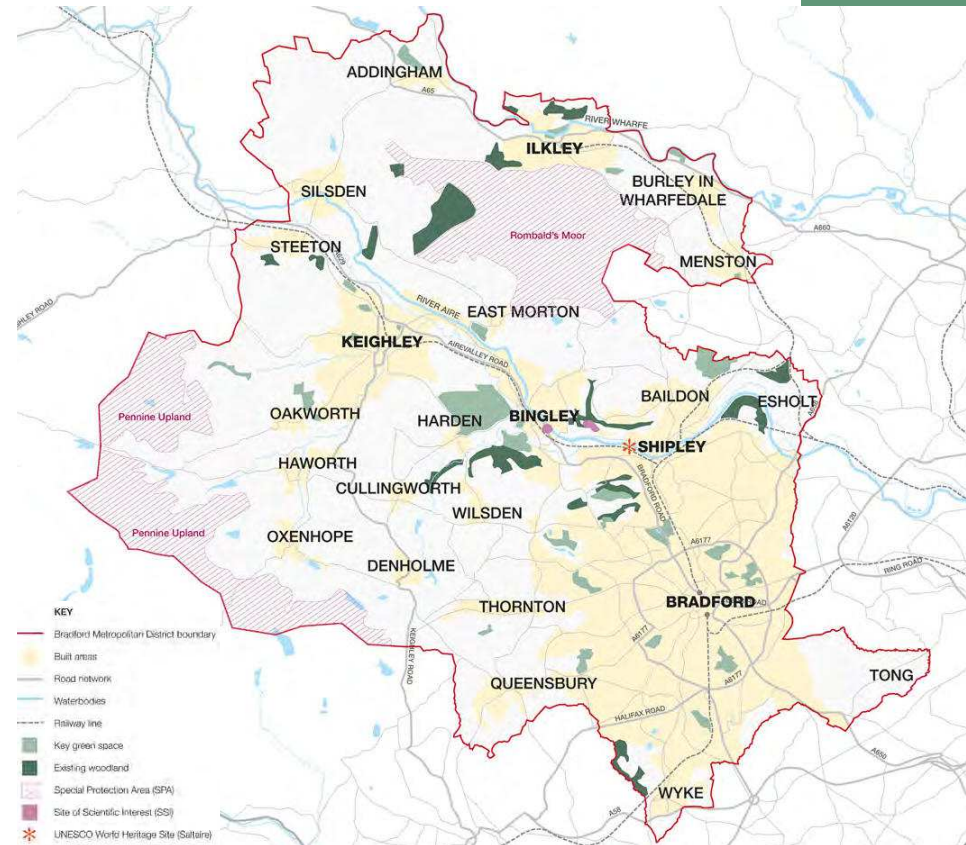 ADDINGHAM
A65
RIVER WHARFE
ILKLEY
SILSDEN
BURLEY IN
WHARFEDALE
Rombald's Moor
A660
STEETON
A629
MENSTON
RIVER AIRE
EAST MORTON
KEIGHLEY
AIREVALLEY ROAD
BAILDON
ESHOLT
Pennine Upland
OAKWORTH
HARDEN
BINGLEY
SHIPLEY
HAWORTH
CULLINGWORTH
BRADFORD ROAD
WILSDEN
A6120
Pennine Upland
OXENHOPE
A6177
DENHOLME
RING ROAD
THORNTON
BRADFORD
KEIGHLEY ROAD
A6177
A6177
TONG
QUEENSBURY
HALIFAX ROAD
A650
WYKE
A58
KEY
Bradford Metropolitan District boundary
Built areas
Road network
Waterbodies
Railway line
Key green space
Existing woodland
Special Protection Area (SPA)
Site of Scientific Interest (SSI)
UNESCO World Heritage Site (Saltaire)